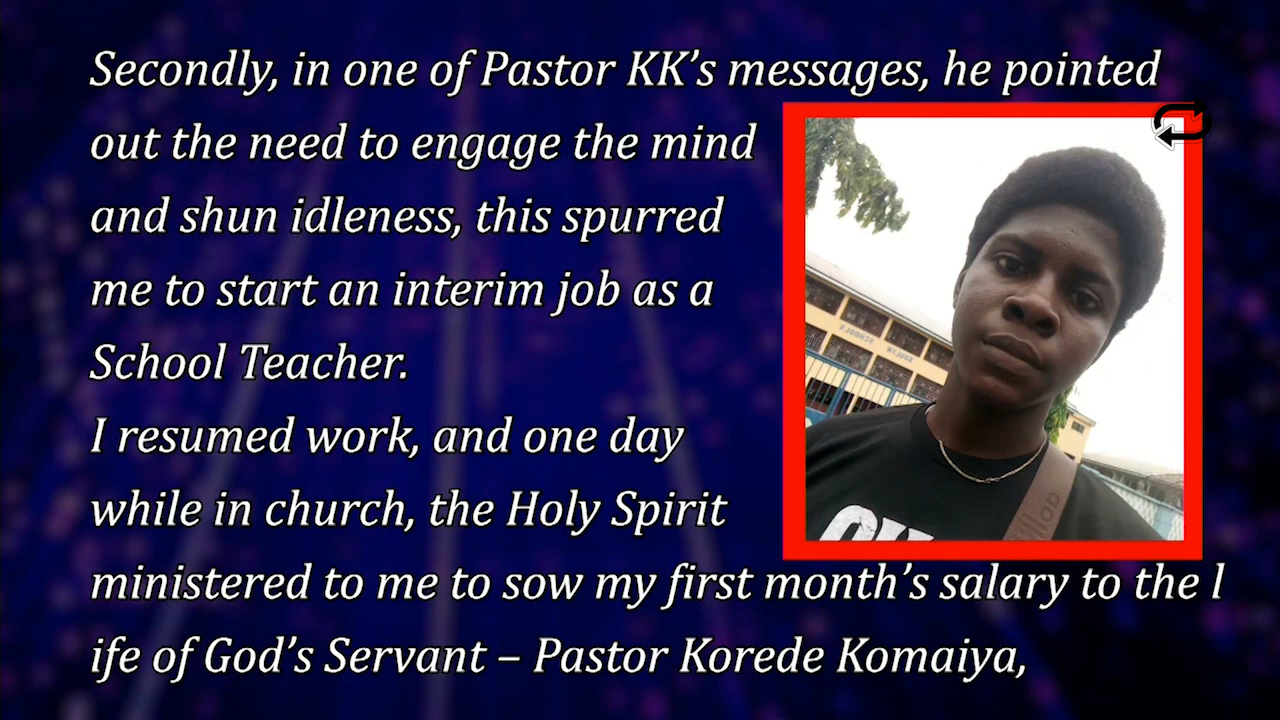 Secondly, in one of Pastor KK’s messages, he pointed
out the need to engage the mind
and shun idleness, this spurred
me to start an interim job as a
School Teacher.
I resumed work, and one day
while in church, the Holy Spirit
ministered to me to sow my first month’s salary to the l
ife of God’s Servant – Pastor Korede Komaiya,